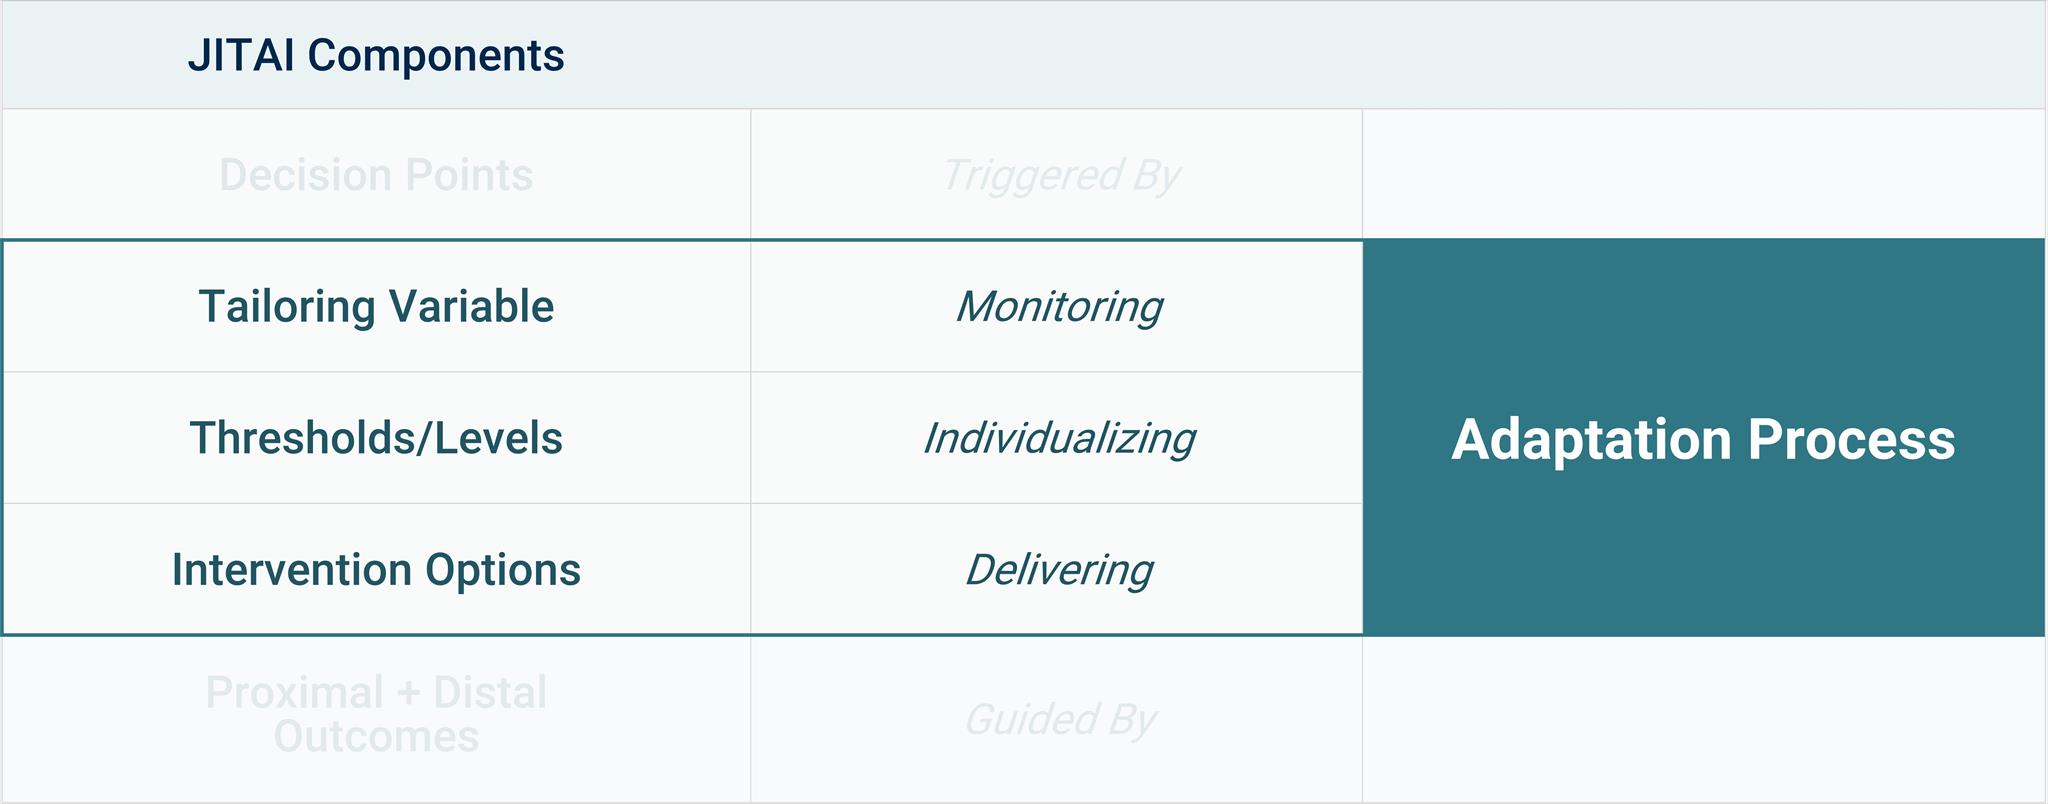 JITAI Components
Decision Points
Triggered By
Tailoring Variable
Monitoring
Thresholds/Levels
Individualizing
Adaptation Process
Intervention Options
Delivering
Proximal + Distal
Outcomes
Guided By